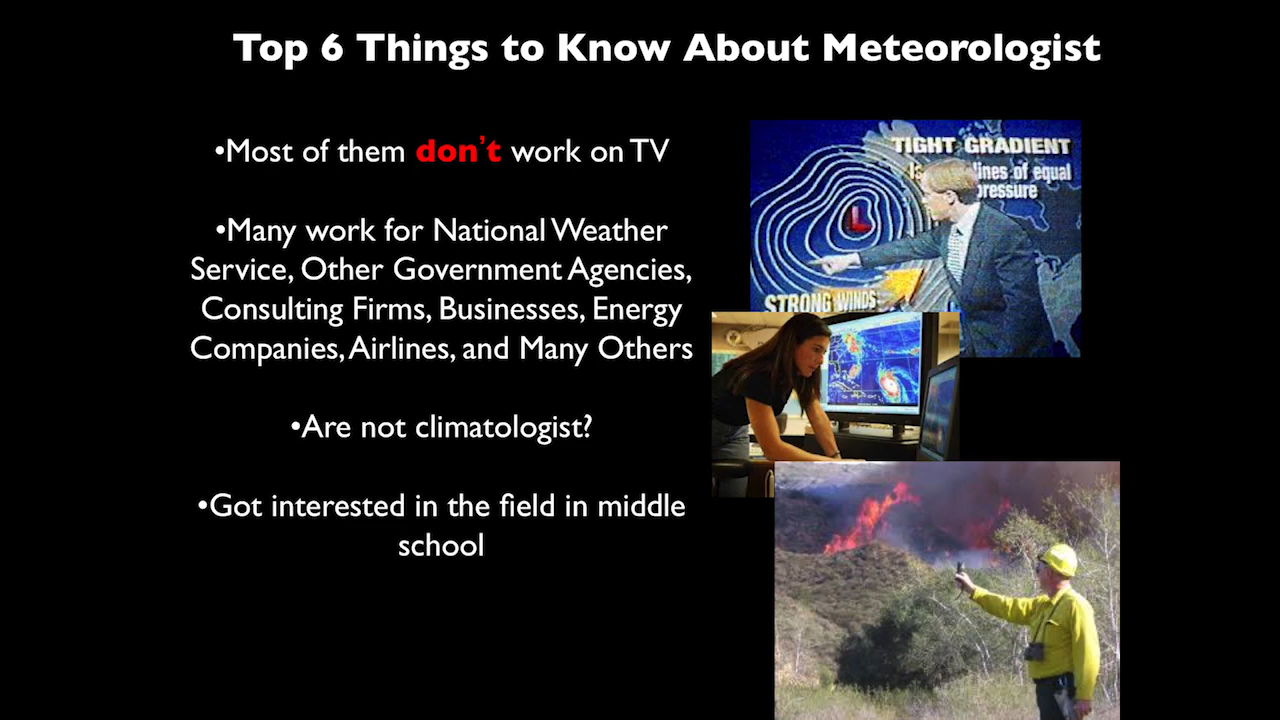 Top 6 Things to Know About Meteorologist
•Most of them don't work on TV
•Many work for National Weather
Service, Other Government Agencies,
Consulting Firms, Businesses, Energy
Companies, Airlines, and Many Others
•Are not climatologist?
•Got interested in the field in middle
school
TIGHT GRADIENT
lines of equal
pressure
L
STRONG WINDS